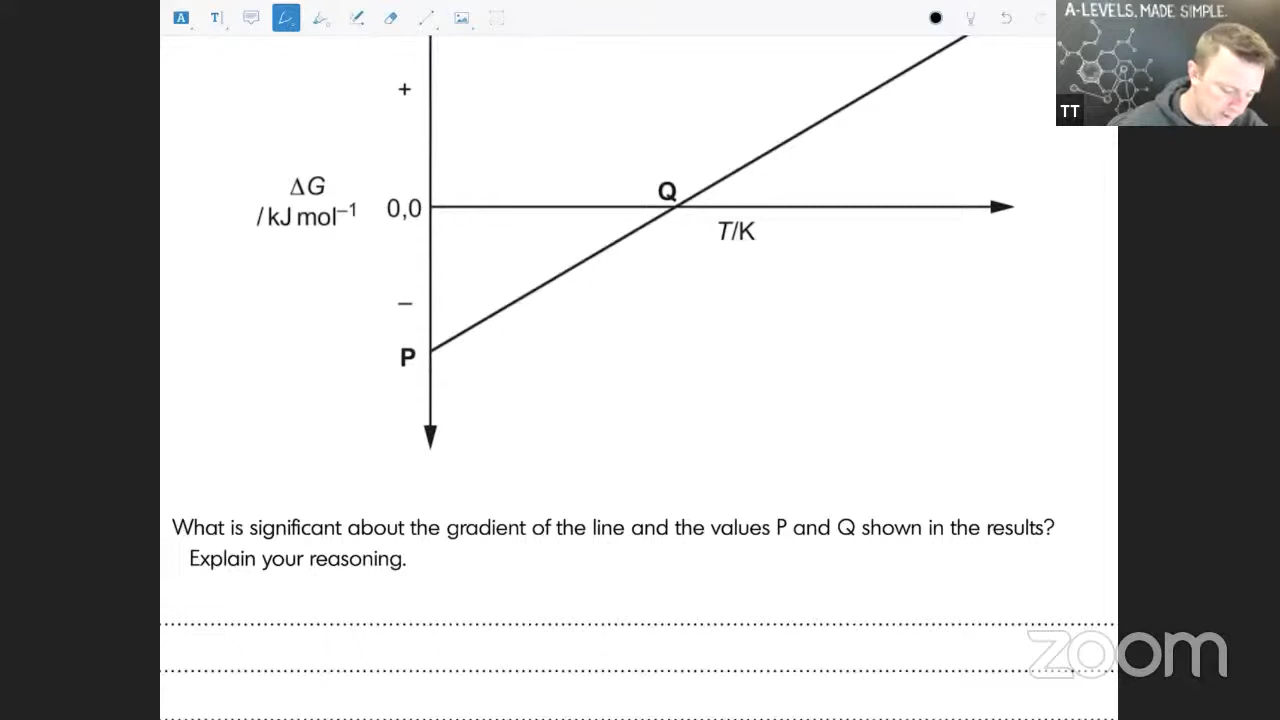 A T
A-LEVELS, MADE SIMPLE.
TT
+
ΔG
/ kJ mol⁻¹
0,0
Q
T/K
–
P
What is significant about the gradient of the line and the values P and Q shown in the results?
Explain your reasoning.
zoom